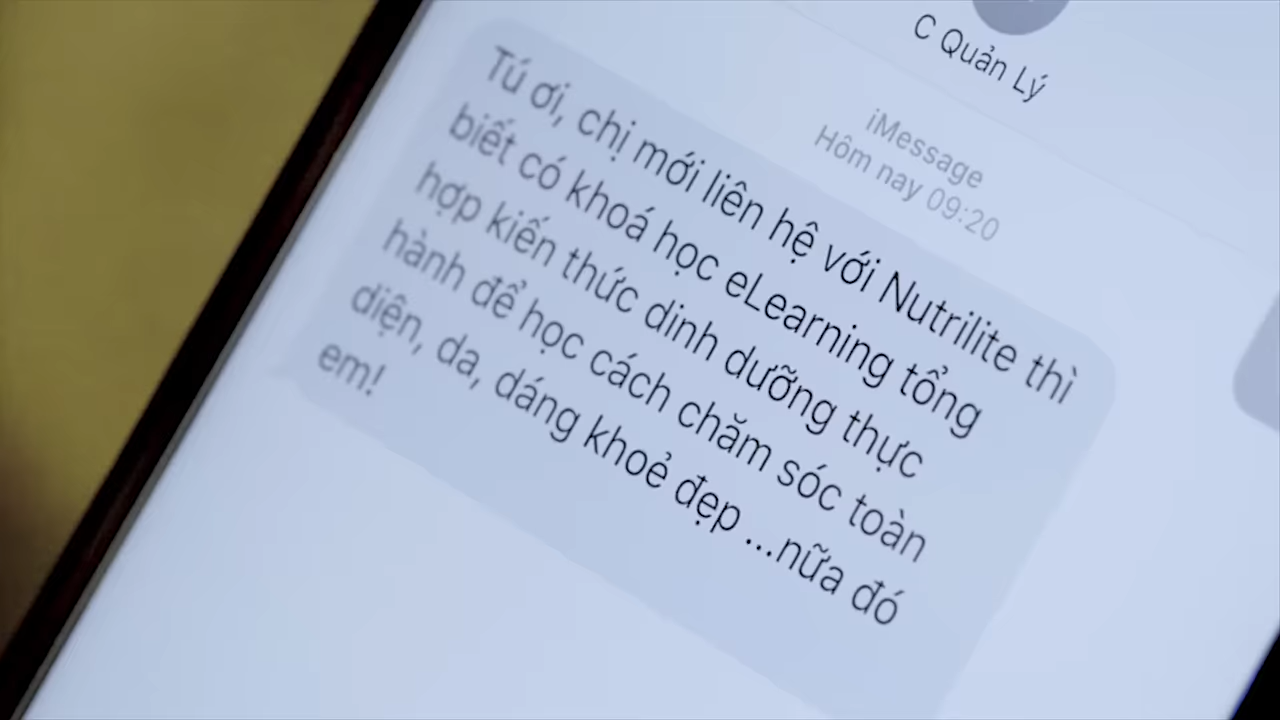 C Quản Lý
iMessage
Hôm nay 09:20
Tú ơi, chị mới liên hệ với Nutrilite thì
biết có khoá học eLearning tổng
hợp kiến thức dinh dưỡng thực
hành để học cách chăm sóc toàn
diện, da, dáng khoẻ đẹp ...nữa đó
em!